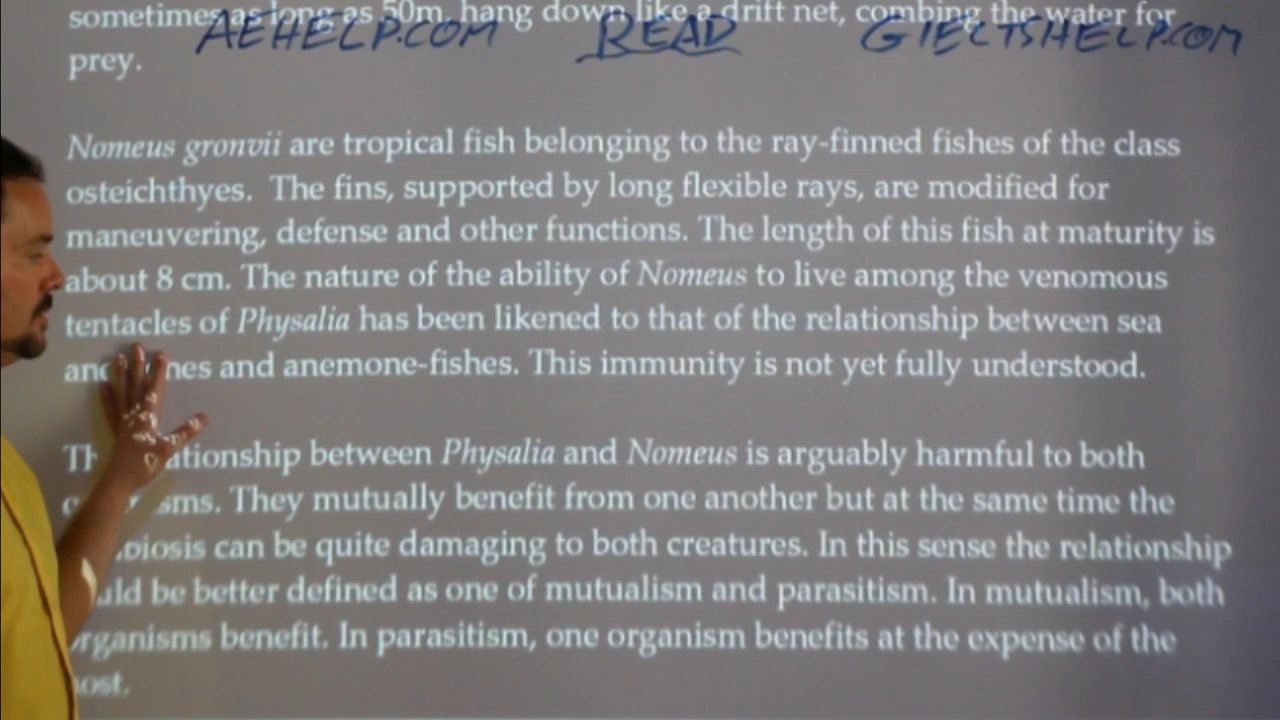 sometimes as long as 50m, hang down like a drift net, combing the water for
AEHELP.COM READ GIELTSHELP.COM
prey.
Nomeus gronvii are tropical fish belonging to the ray-finned fishes of the class
osteichthyes. The fins, supported by long flexible rays, are modified for
maneuvering, defense and other functions. The length of this fish at maturity is
about 8 cm. The nature of the ability of Nomeus to live among the venomous
tentacles of Physalia has been likened to that of the relationship between sea
and anemone-fishes. This immunity is not yet fully understood.
between Physalia and Nomeus is arguably harmful to both
They mutually benefit from one another but at the same time the
can be quite damaging to both creatures. In this sense the relationship
be better defined as one of mutualism and parasitism. In mutualism, both
organisms benefit. In parasitism, one organism benefits at the expense of the